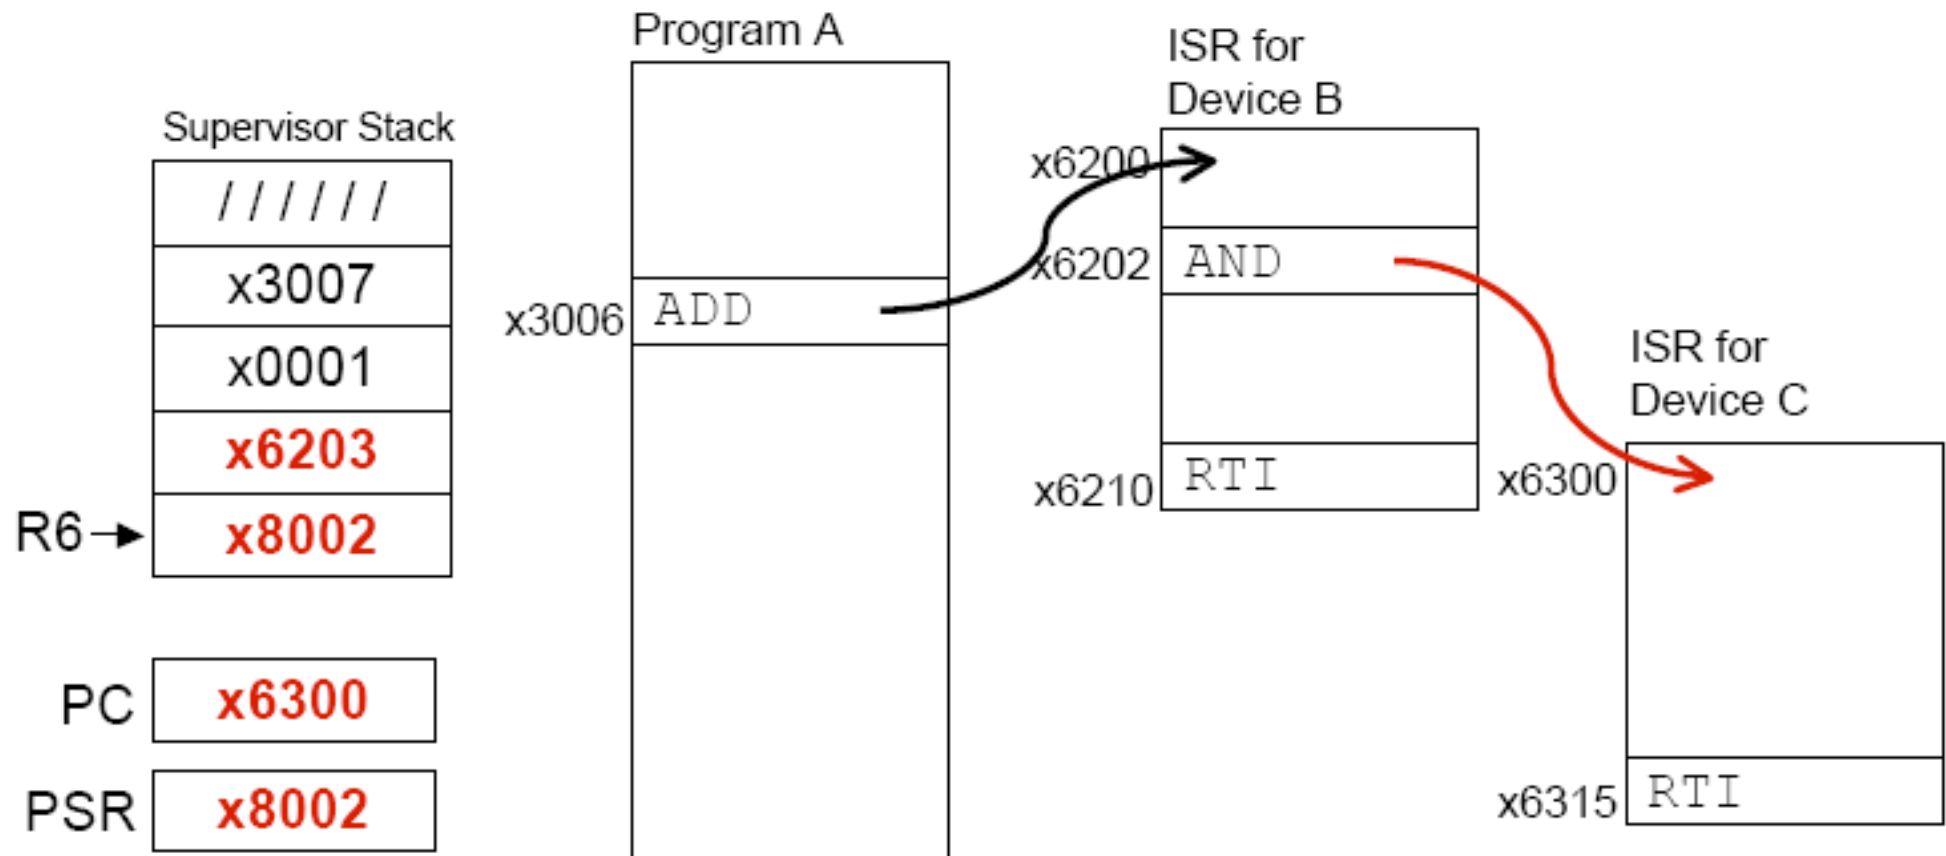 Supervisor Stack
//////
x3007
x0001
x6203
R6
x8002
PC
x6300
PSR
x8002
Program A
x3006
ADD
ISR for
Device B
x6200
x6202
AND
x6210
RTI
ISR for
Device C
x6300
x6315
RTI